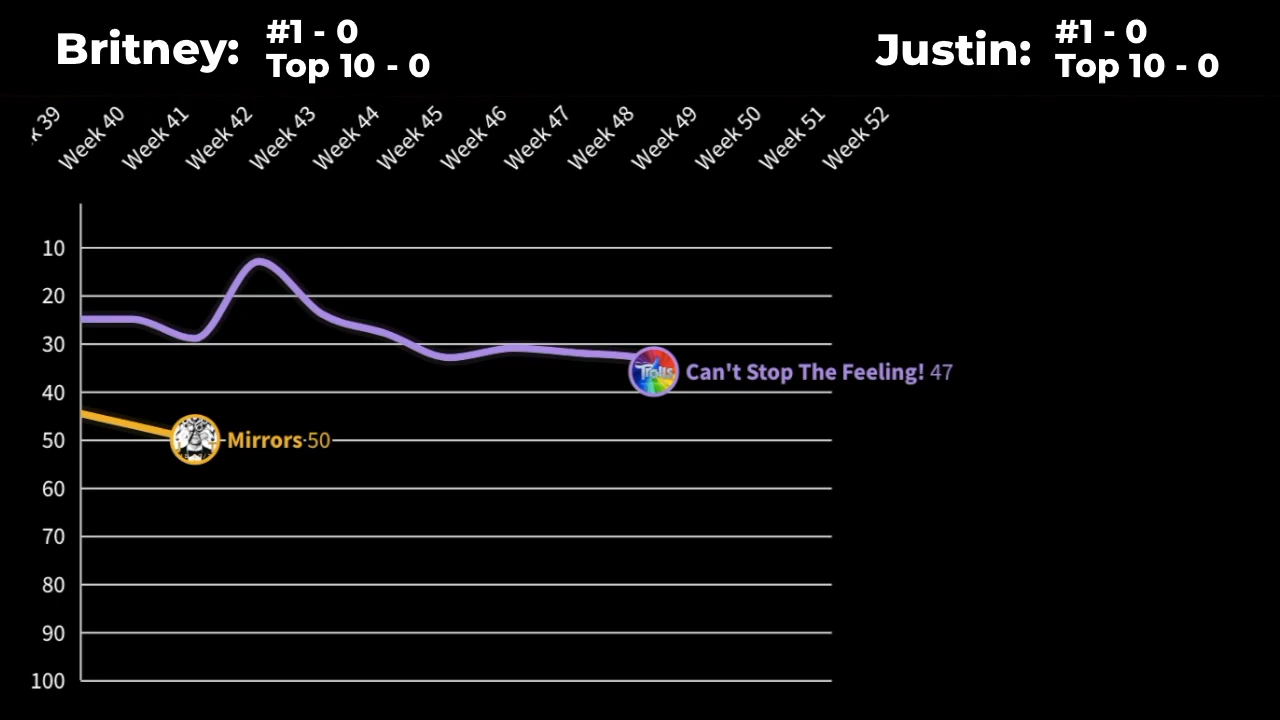 Britney:
#1 - 0
Top 10 - 0
Justin:
#1 - 0
Top 10 - 0
39
Week 40
Week 41
Week 42
Week 43
Week 44
Week 45
Week 46
Week 47
Week 48
Week 49
Week 50
Week 51
Week 52
10
20
30
40
50
60
70
80
90
100
Trolls
Can't Stop The Feeling! 47
Mirrors 50